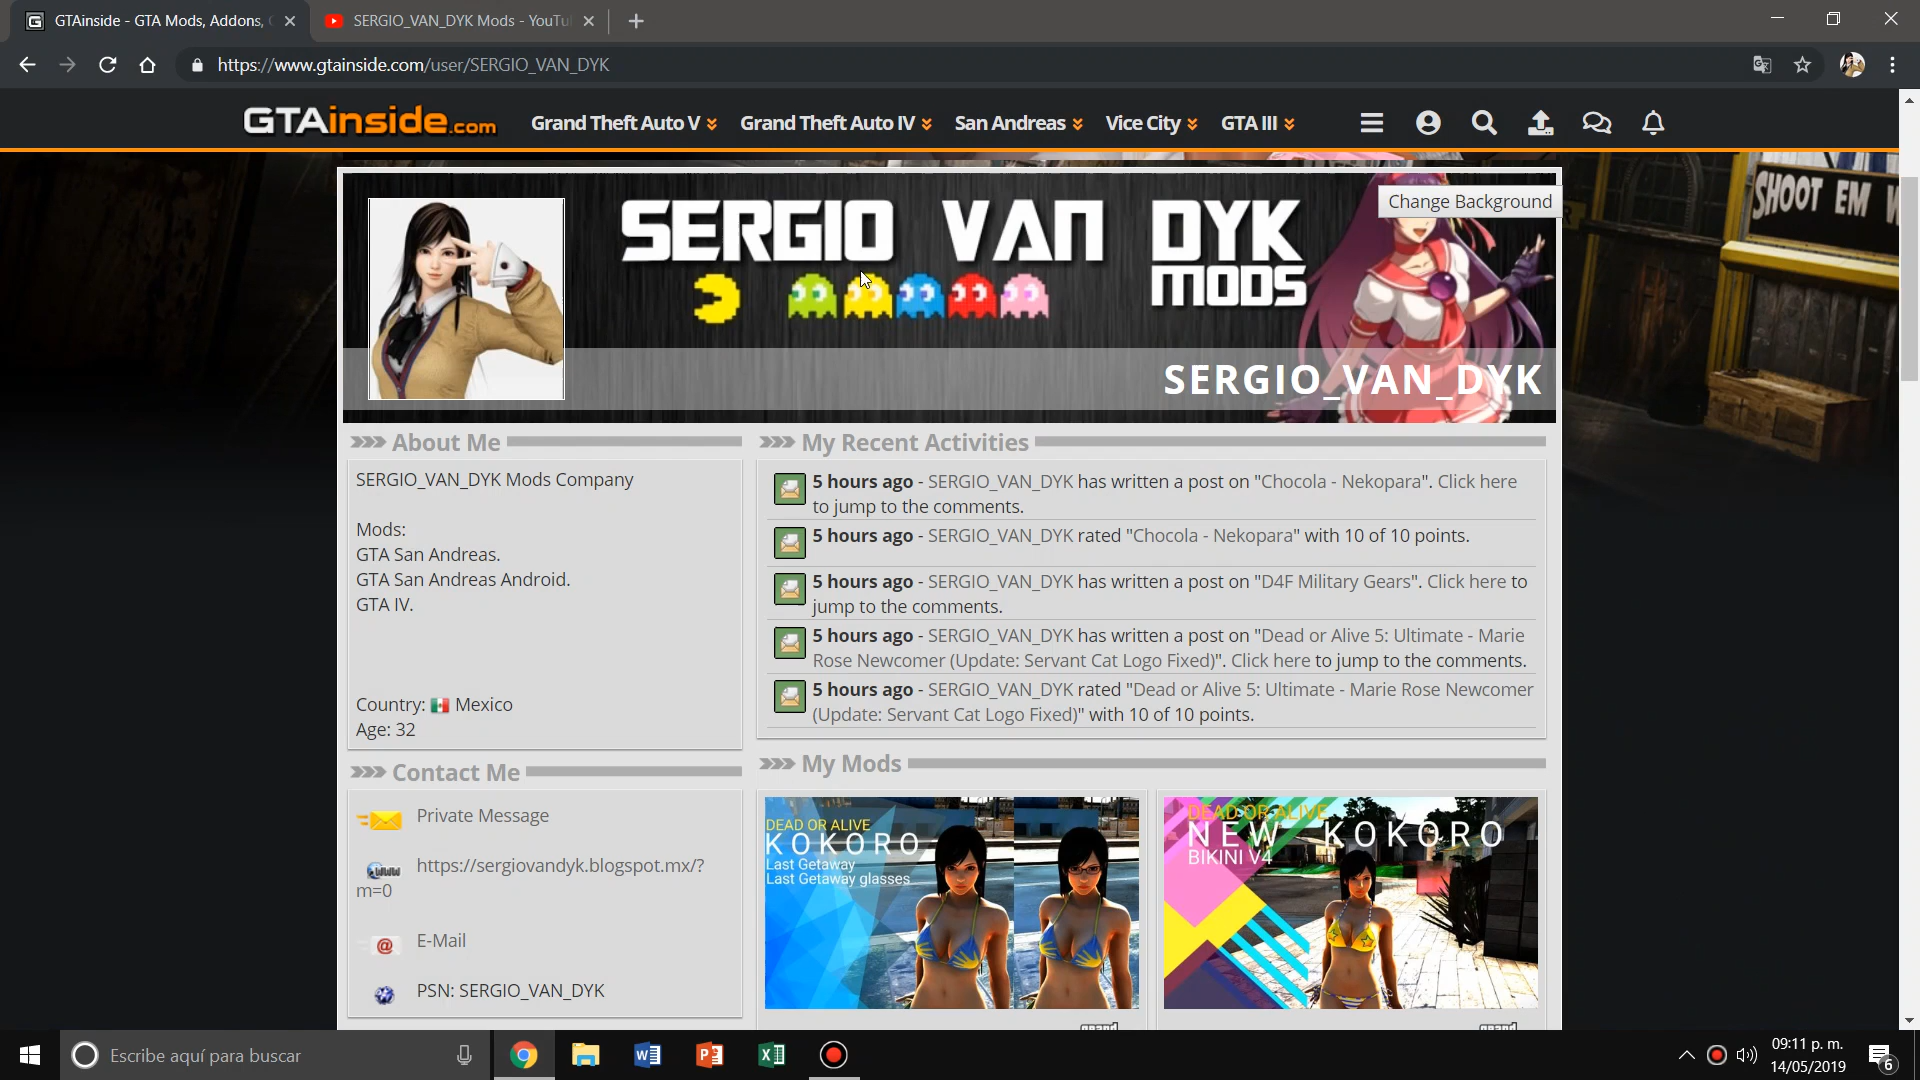 GTAinside - GTA Mods, Addons,
SERGIO_VAN_DYK Mods - YouTu
https://www.gtainside.com/user/SERGIO_VAN_DYK
GTAinside.com
Grand Theft Auto V
Grand Theft Auto IV
San Andreas
Vice City
GTA III
SHOOT EM
Change Background
SERGIO VAN DYK
MODS
SERGIO_VAN_DYK
About Me
SERGIO_VAN_DYK Mods Company
Mods:
GTA San Andreas.
GTA San Andreas Android.
GTA IV.
Country: Mexico
Age: 32
Contact Me
Private Message
www https://sergiovandyk.blogspot.mx/?
m=0
@ E-Mail
PSN: SERGIO_VAN_DYK
My Recent Activities
5 hours ago - SERGIO_VAN_DYK has written a post on "Chocola - Nekopara". Click here
to jump to the comments.
5 hours ago - SERGIO_VAN_DYK rated "Chocola - Nekopara" with 10 of 10 points.
5 hours ago - SERGIO_VAN_DYK has written a post on "D4F Military Gears". Click here to
jump to the comments.
5 hours ago - SERGIO_VAN_DYK has written a post on "Dead or Alive 5: Ultimate - Marie
Rose Newcomer (Update: Servant Cat Logo Fixed)". Click here to jump to the comments.
5 hours ago - SERGIO_VAN_DYK rated "Dead or Alive 5: Ultimate - Marie Rose Newcomer
(Update: Servant Cat Logo Fixed)" with 10 of 10 points.
My Mods
DEAD OR ALIVE
KOKORO
Last Getaway
Last Getaway glasses
DEAD OR ALIVE
NEW KOKORO
BIKINI V4
Escribe aquí para buscar
09:11 p. m.
14/05/2019
6